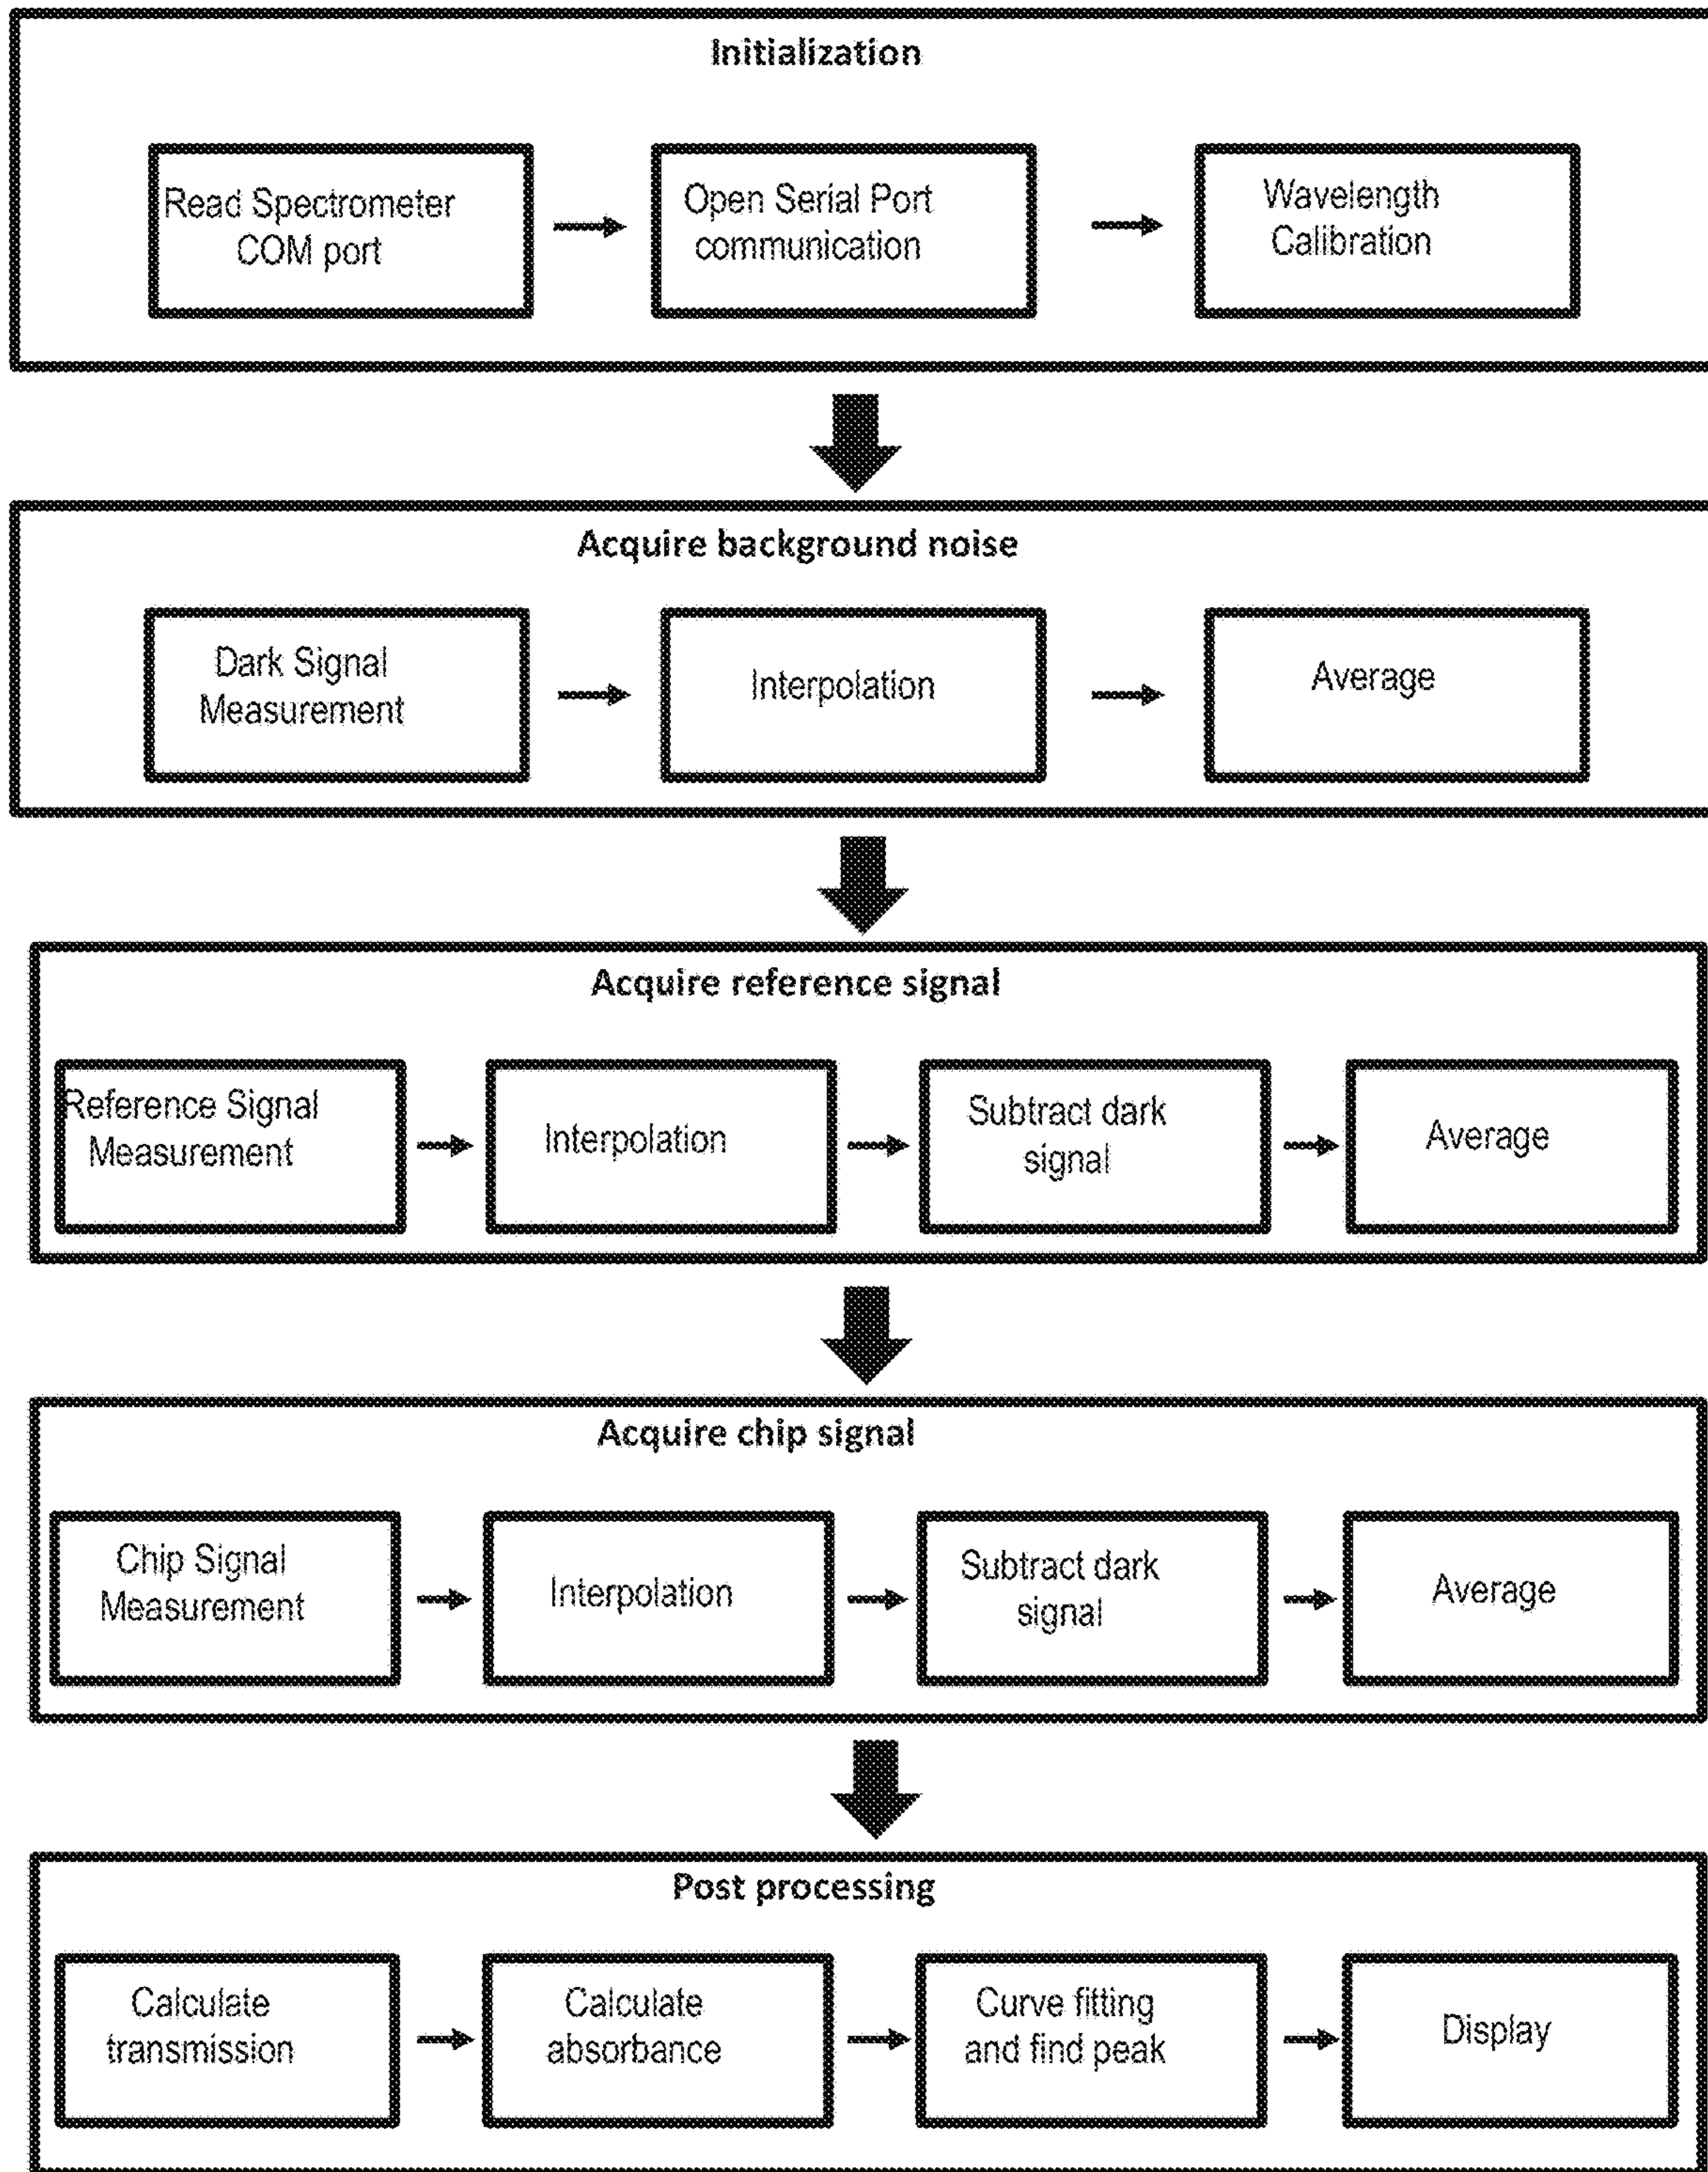 Initialization
Read Spectrometer
COM port
Open Serial Port
communication
Wavelength
Calibration
Acquire background noise
Dark Signal
Measurement
Interpolation
Average
Acquire reference signal
Reference Signal
Measurement
Interpolation
Subtract dark
signal
Average
Acquire chip signal
Chip Signal
Measurement
Interpolation
Subtract dark
signal
Average
Post processing
Calculate
transmission
Calculate
absorbance
Curve fitting
and find peak
Display